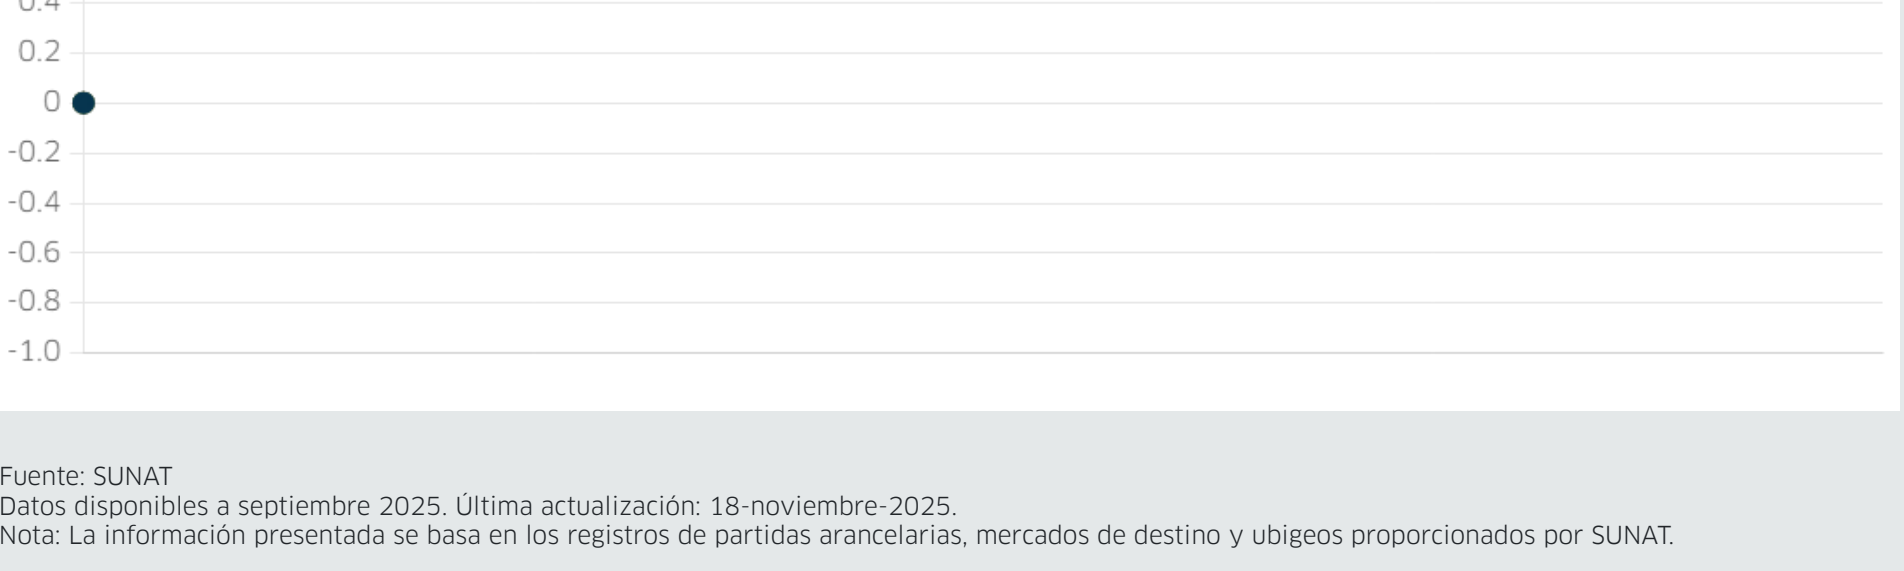 0.4
0.2
0
-0.2
-0.4
-0.6
-0.8
-1.0
Fuente: SUNAT
Datos disponibles a septiembre 2025. Última actualización: 18-noviembre-2025.
Nota: La información presentada se basa en los registros de partidas arancelarias, mercados de destino y ubigeos proporcionados por SUNAT.